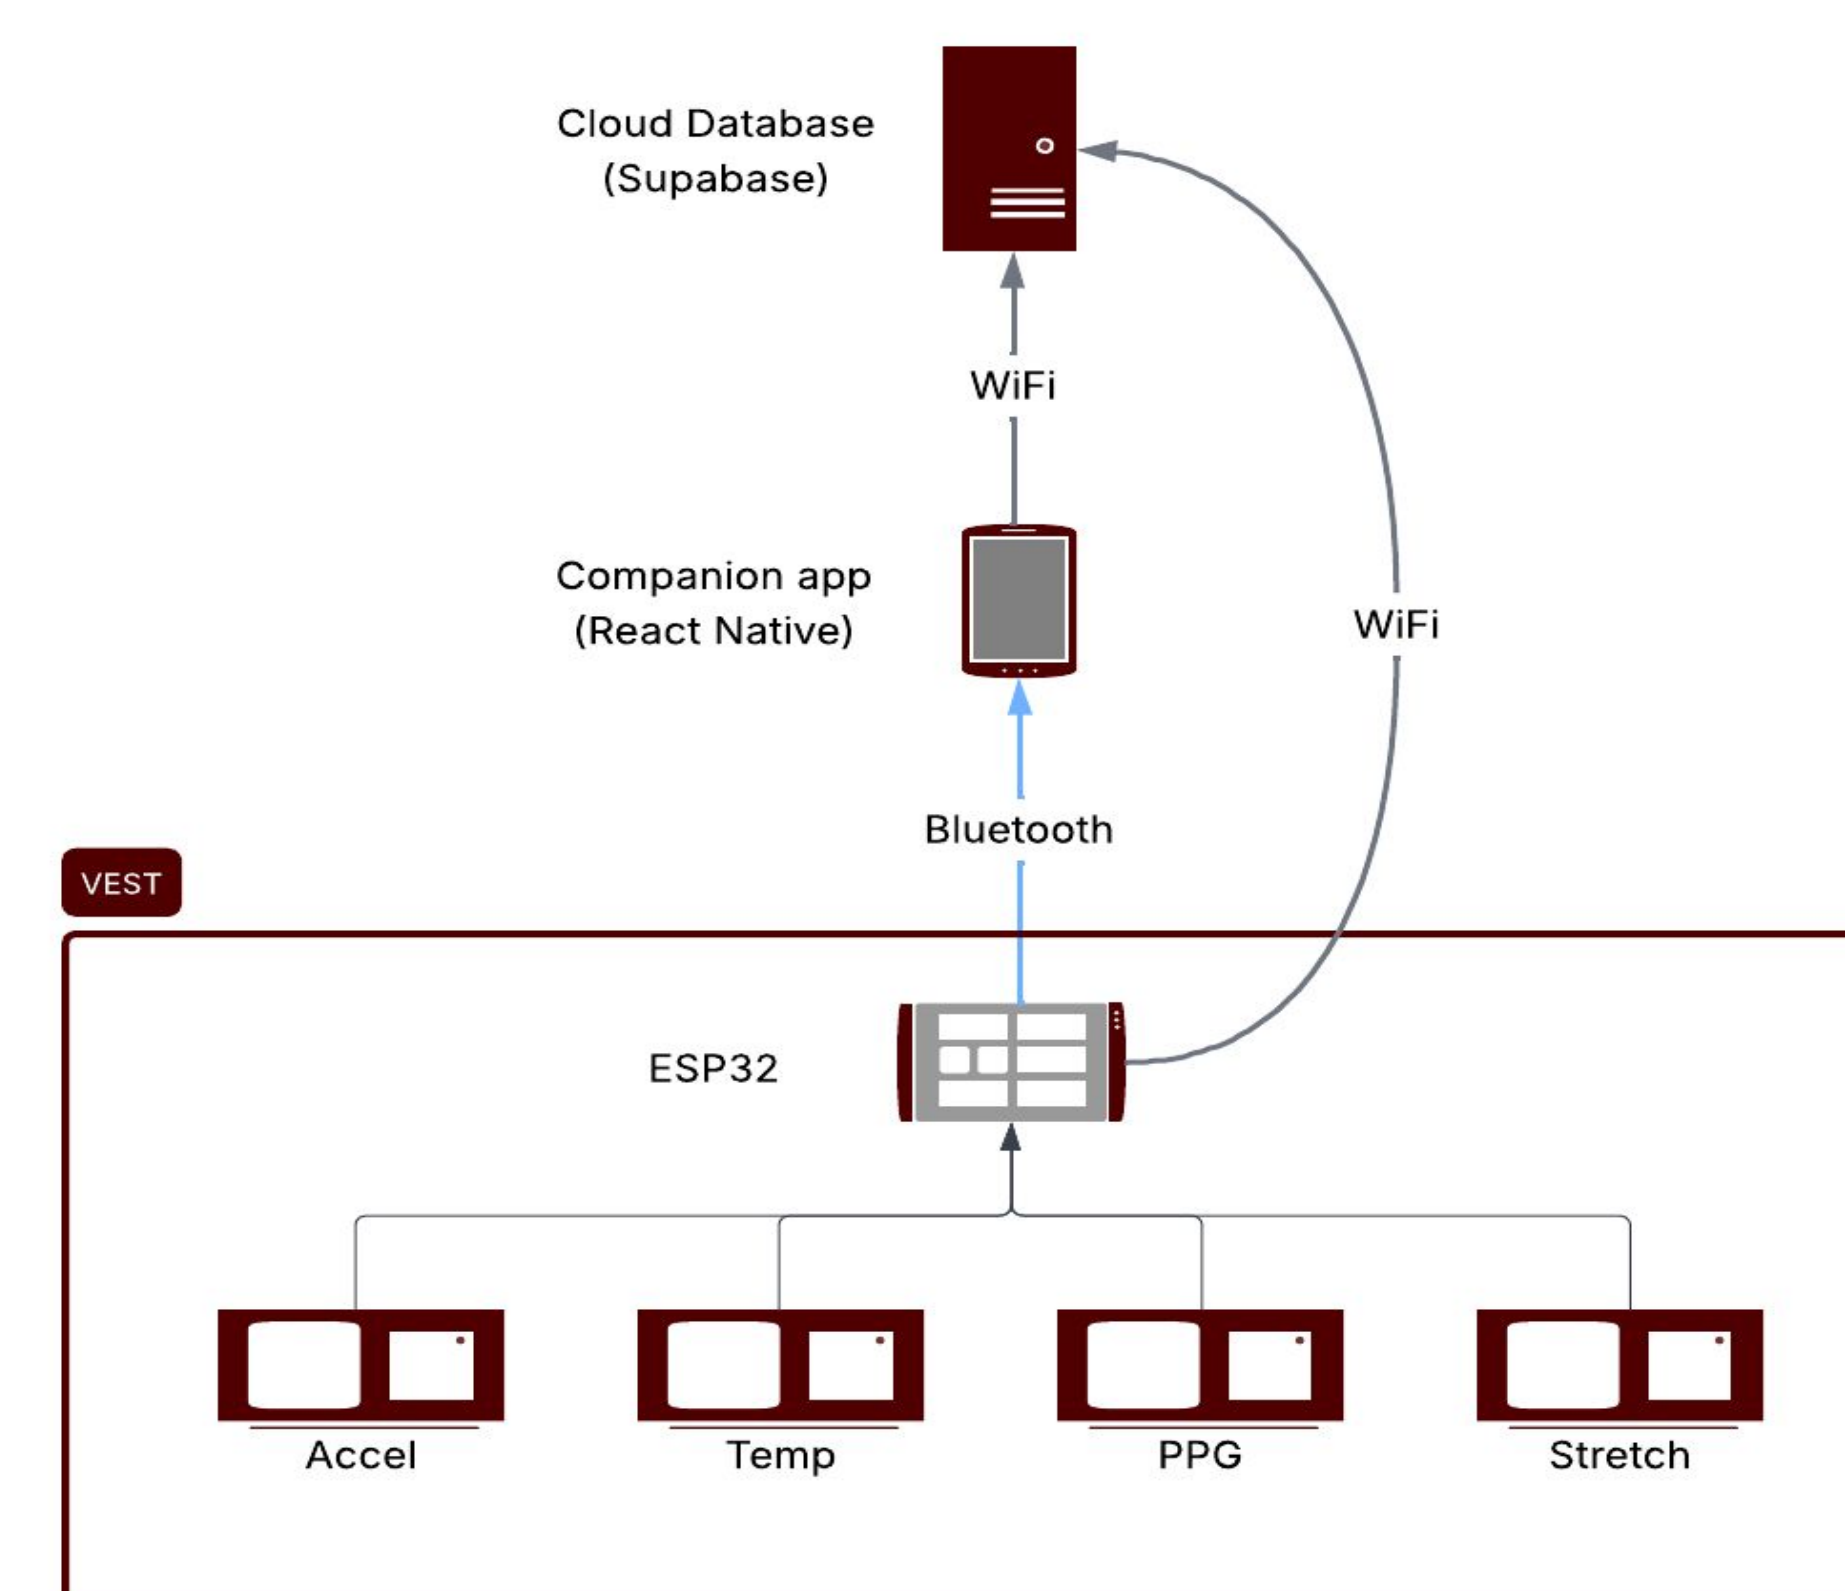 Cloud Database
(Supabase)
WiFi
Companion app
(React Native)
WiFi
Bluetooth
VEST
ESP32
Accel
Temp
PPG
Stretch